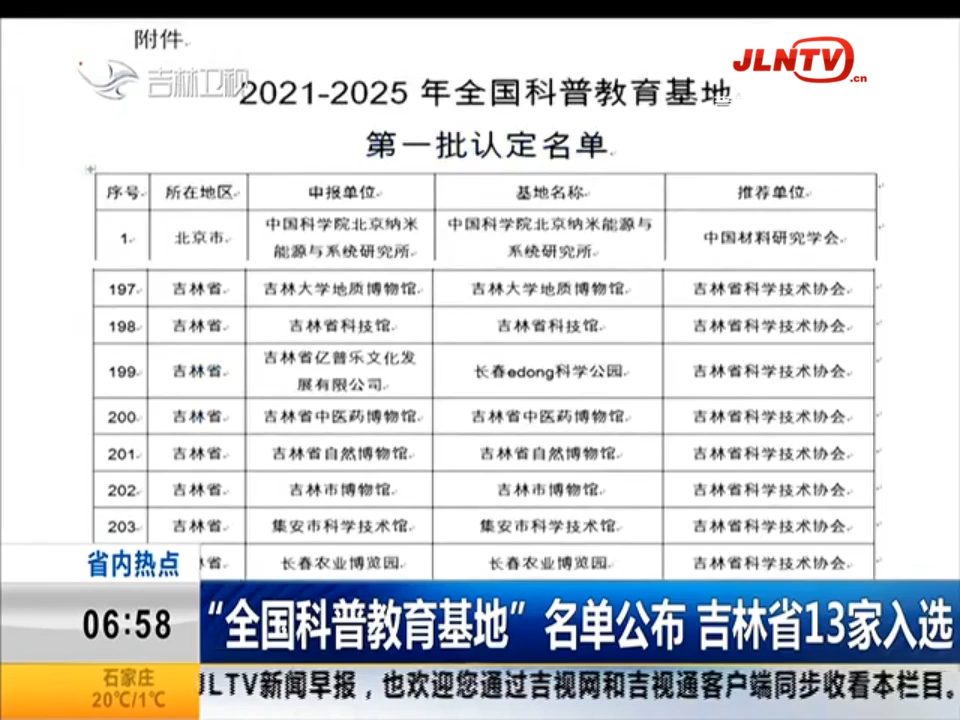 附件
吉林卫视
JLNTV.cn
2021-2025 年全国科普教育基地
第一批认定名单
序号 所在地区 申报单位 基地名称 推荐单位
1 北京市 中国科学院北京纳米能源与系统研究所 中国科学院北京纳米能源与系统研究所 中国材料研究学会
197 吉林省 吉林大学地质博物馆 吉林大学地质博物馆 吉林省科学技术协会
198 吉林省 吉林省科技馆 吉林省科技馆 吉林省科学技术协会
199 吉林省 吉林省亿普乐文化发展有限公司 长春edong科学公园 吉林省科学技术协会
200 吉林省 吉林省中医药博物馆 吉林省中医药博物馆 吉林省科学技术协会
201 吉林省 吉林省自然博物馆 吉林省自然博物馆 吉林省科学技术协会
202 吉林省 吉林市博物馆 吉林市博物馆 吉林省科学技术协会
203 吉林省 集安市科学技术馆 集安市科学技术馆 吉林省科学技术协会
省 长春农业博览园 长春农业博览园 吉林省科学技术协会
省内热点
06:58
“全国科普教育基地”名单公布 吉林省13家入选
石家庄
20℃/1℃
JLTV新闻早报，也欢迎您通过吉视网和吉视通客户端同步收看本栏目。